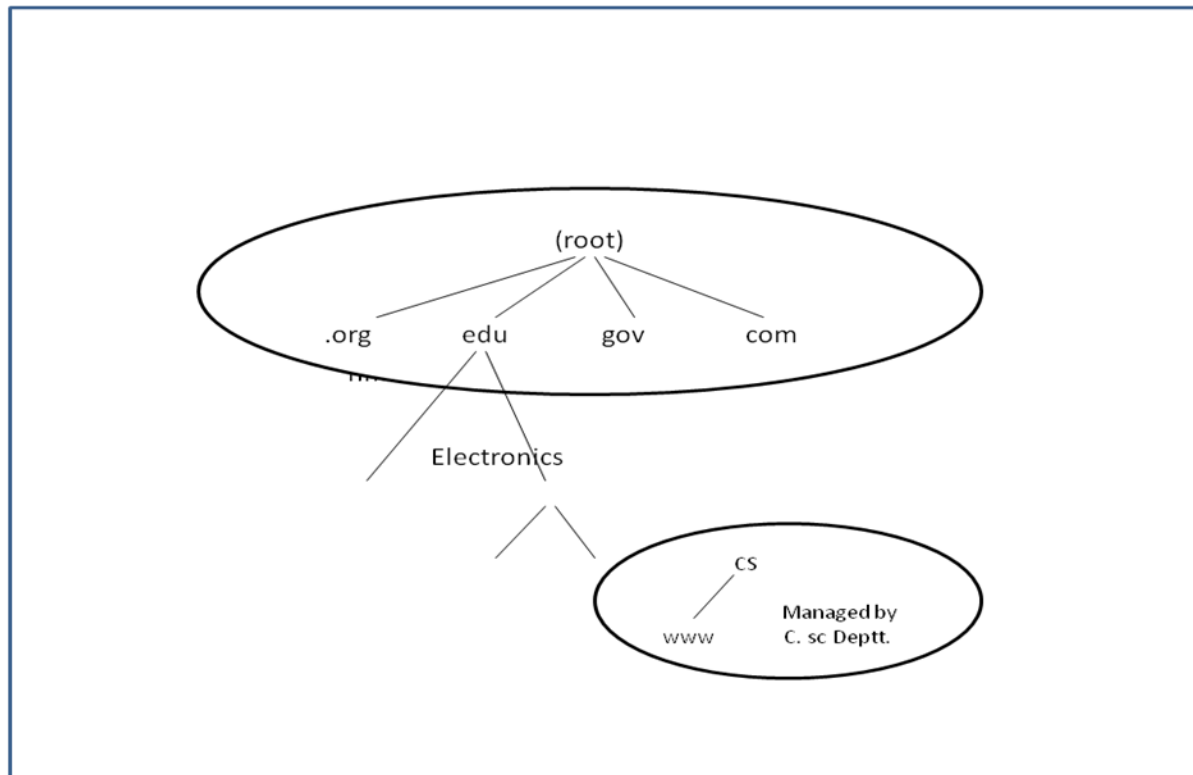 (root)
.org edu gov com
Electronics
cs
Managed by
www C. sc Deptt.